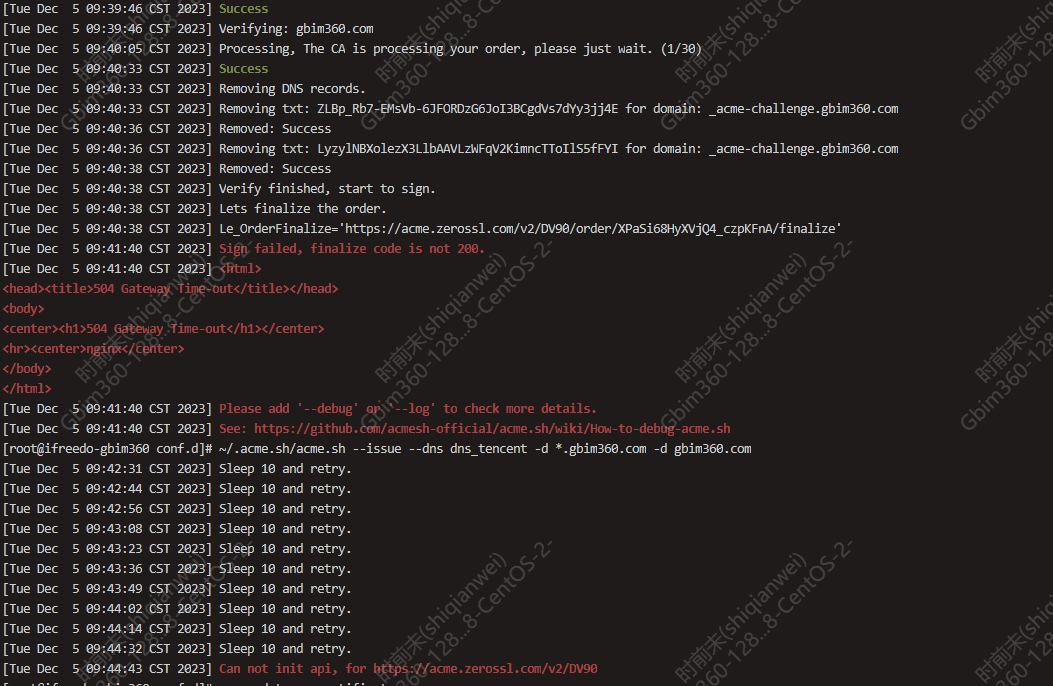 [Tue Dec  5 09:39:46 CST 2023] Success
[Tue Dec  5 09:39:46 CST 2023] Verifying: gbim360.com
[Tue Dec  5 09:40:05 CST 2023] Processing, The CA is processing your order, please just wait. (1/30)
[Tue Dec  5 09:40:33 CST 2023] Success
[Tue Dec  5 09:40:33 CST 2023] Removing DNS records.
[Tue Dec  5 09:40:33 CST 2023] Removing txt: ZLBp_Rb7-EMsVb-6JFORDzG6JoI3BCgdVs7dYy3jj4E for domain: _acme-challenge.gbim360.com
[Tue Dec  5 09:40:36 CST 2023] Removed: Success
[Tue Dec  5 09:40:36 CST 2023] Removing txt: LyzylNBXolezX3LlbAAVLzWFqV2KimncTToIlS5fFYI for domain: _acme-challenge.gbim360.com
[Tue Dec  5 09:40:38 CST 2023] Removed: Success
[Tue Dec  5 09:40:38 CST 2023] Verify finished, start to sign.
[Tue Dec  5 09:40:38 CST 2023] Lets finalize the order.
[Tue Dec  5 09:40:38 CST 2023] Le_OrderFinalize='https://acme.zerossl.com/v2/DV90/order/XPaSi68HyXVjQ4_czpKFnA/finalize'
[Tue Dec  5 09:41:40 CST 2023] Sign failed, finalize code is not 200.
[Tue Dec  5 09:41:40 CST 2023] <html>
<head><title>504 Gateway Time-out</title></head>
<body>
<center><h1>504 Gateway Time-out</h1></center>
<hr><center>nginx</center>
</body>
</html>
[Tue Dec  5 09:41:40 CST 2023] Please add '--debug' or '--log' to check more details.
[Tue Dec  5 09:41:40 CST 2023] See: https://github.com/acmesh-official/acme.sh/wiki/How-to-debug-acme.sh
[root@ifreedo-gbim360 conf.d]# ~/.acme.sh/acme.sh --issue --dns dns_tencent -d *.gbim360.com -d gbim360.com
[Tue Dec  5 09:42:31 CST 2023] Sleep 10 and retry.
[Tue Dec  5 09:42:44 CST 2023] Sleep 10 and retry.
[Tue Dec  5 09:42:56 CST 2023] Sleep 10 and retry.
[Tue Dec  5 09:43:08 CST 2023] Sleep 10 and retry.
[Tue Dec  5 09:43:23 CST 2023] Sleep 10 and retry.
[Tue Dec  5 09:43:36 CST 2023] Sleep 10 and retry.
[Tue Dec  5 09:43:49 CST 2023] Sleep 10 and retry.
[Tue Dec  5 09:44:02 CST 2023] Sleep 10 and retry.
[Tue Dec  5 09:44:14 CST 2023] Sleep 10 and retry.
[Tue Dec  5 09:44:32 CST 2023] Sleep 10 and retry.
[Tue Dec  5 09:44:43 CST 2023] Can not init api, for https://acme.zerossl.com/v2/DV90
时前末(shiqianwei)
Gbim360-128...8-CentOS-2-